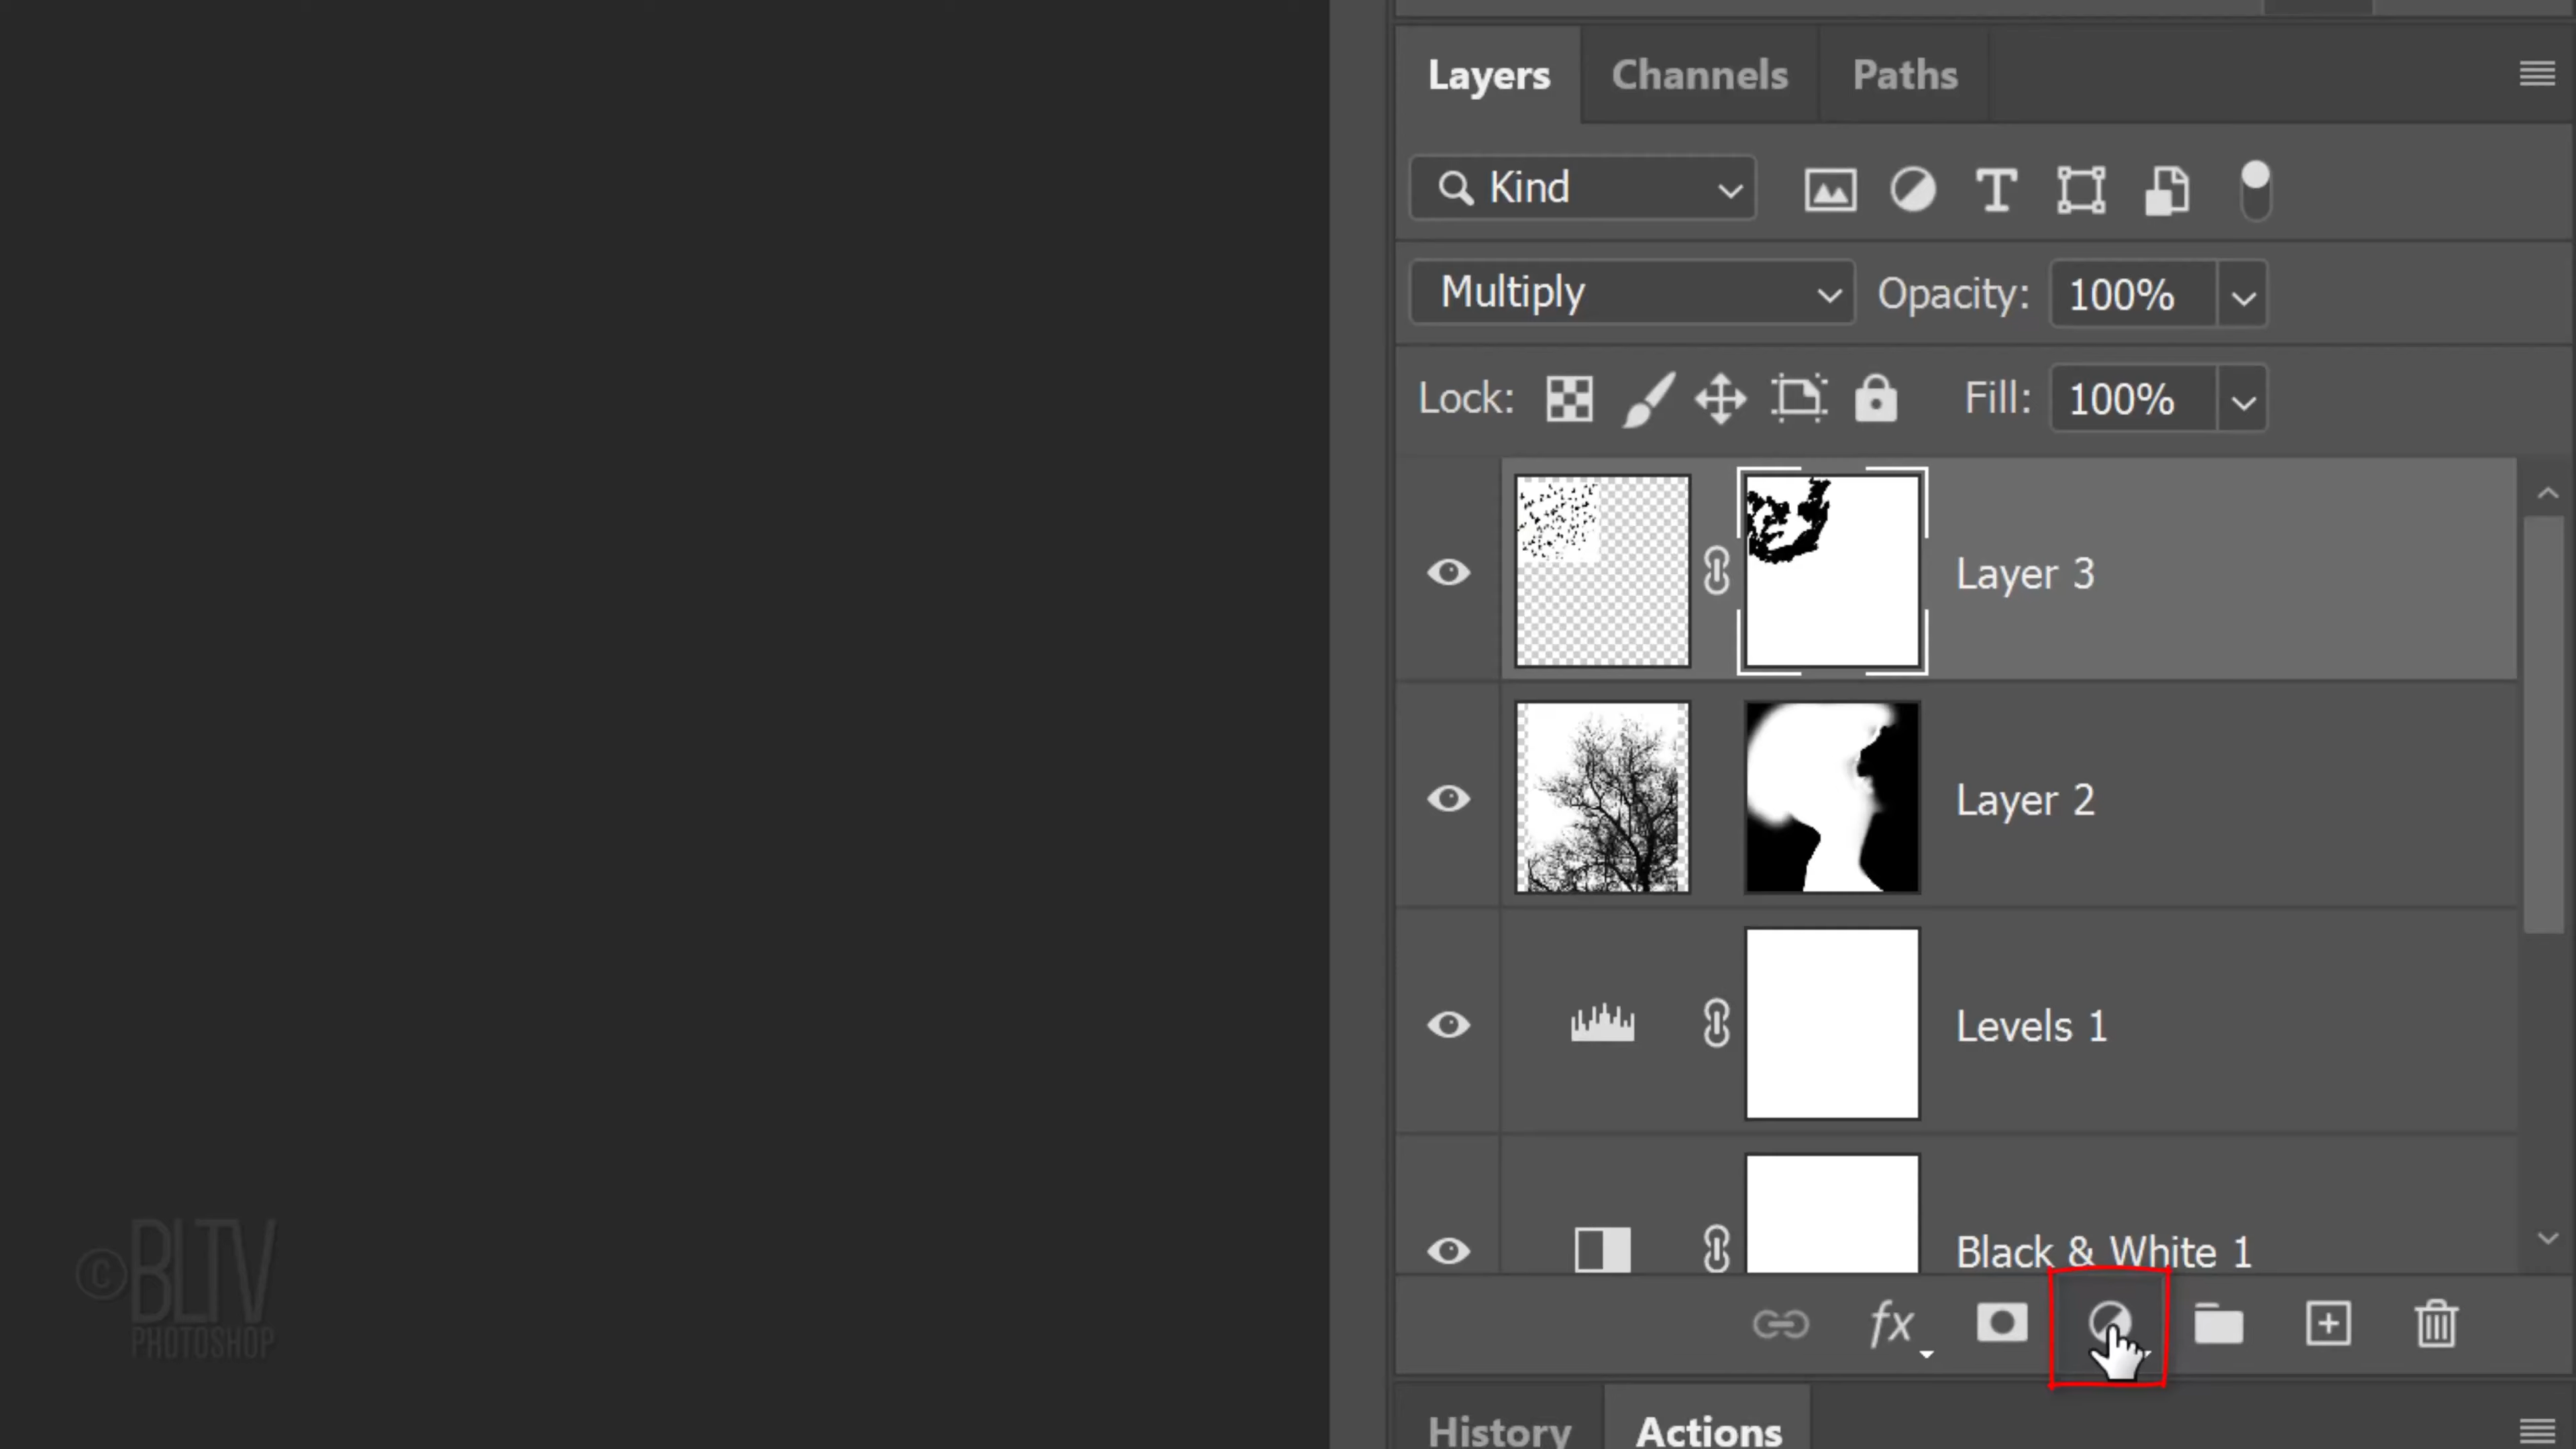 Layers Channels Paths
Kind
Multiply Opacity: 100%
Lock: Fill: 100%
Layer 3
Layer 2
Levels 1
Black & White 1
fx
History Actions
©BLTV
PHOTOSHOP